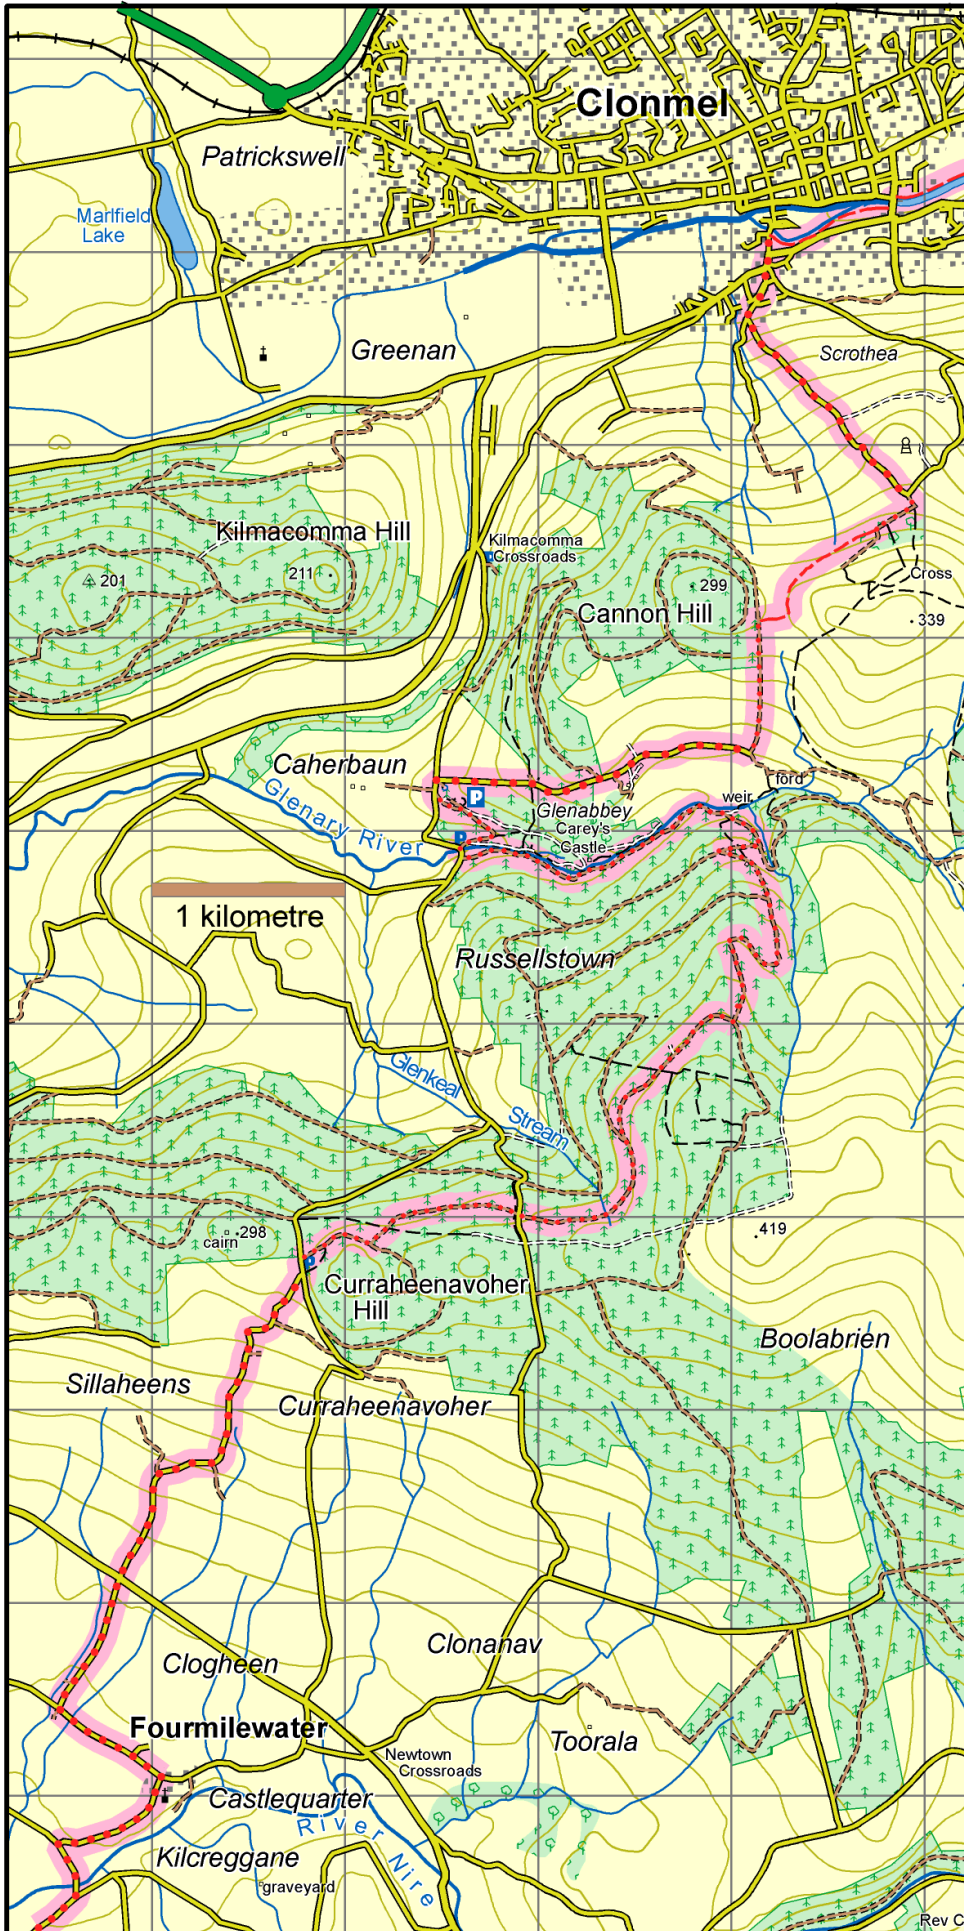 Clonmel
Patrickswell
Marlfield
Lake
Greenan
Scrothea
Kilmacomma Hill
Kilmacomma
Crossroads
201
211
299
Cross
Cannon Hill
339
Caherbaun
P
Glenary River
Glenabbey
Carey's
Castle
weir
ford
P
1 kilometre
Russellstown
Glenkeal
Stream
298
cairn
419
P
Curraheenavoher
Hill
Boolabrien
Sillaheens
Curraheenavoher
Clonanav
Clogheen
Fourmilewater
Toorala
Newtown
Crossroads
Castlequarter
River Nire
Kilcreggane
graveyard
Rev C